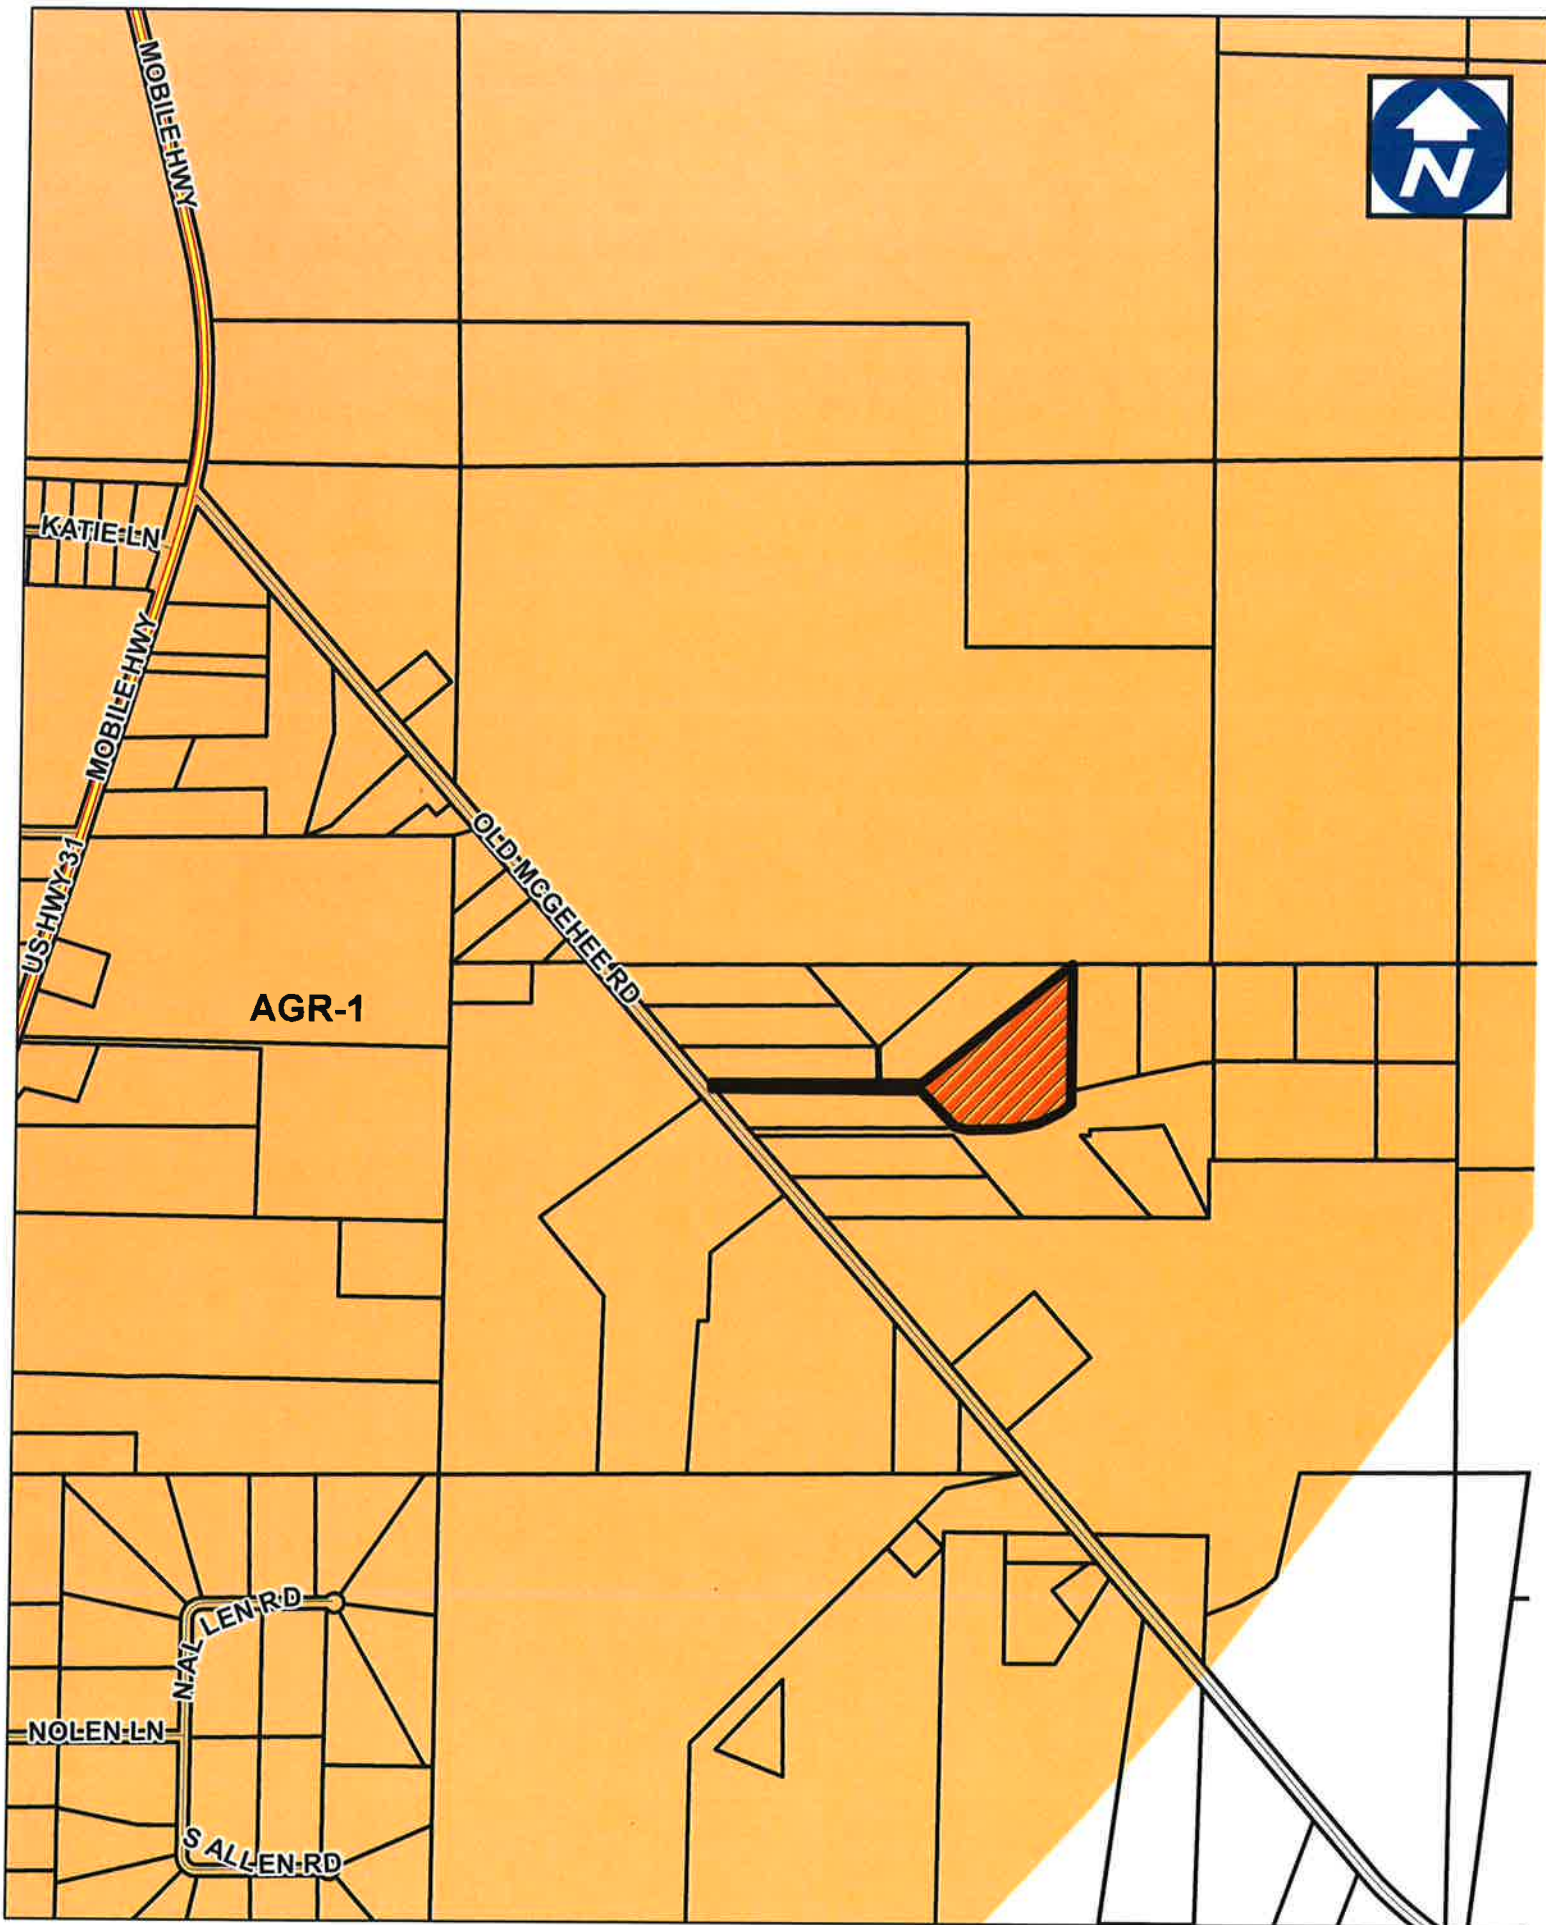 MOBILE HWY
N
KATIE LN
MOBILE HWY
OLD MCGEHEE RD
US HWY 31
AGR-1
N ALLEN RD
NOLEN LN
S ALLEN RD